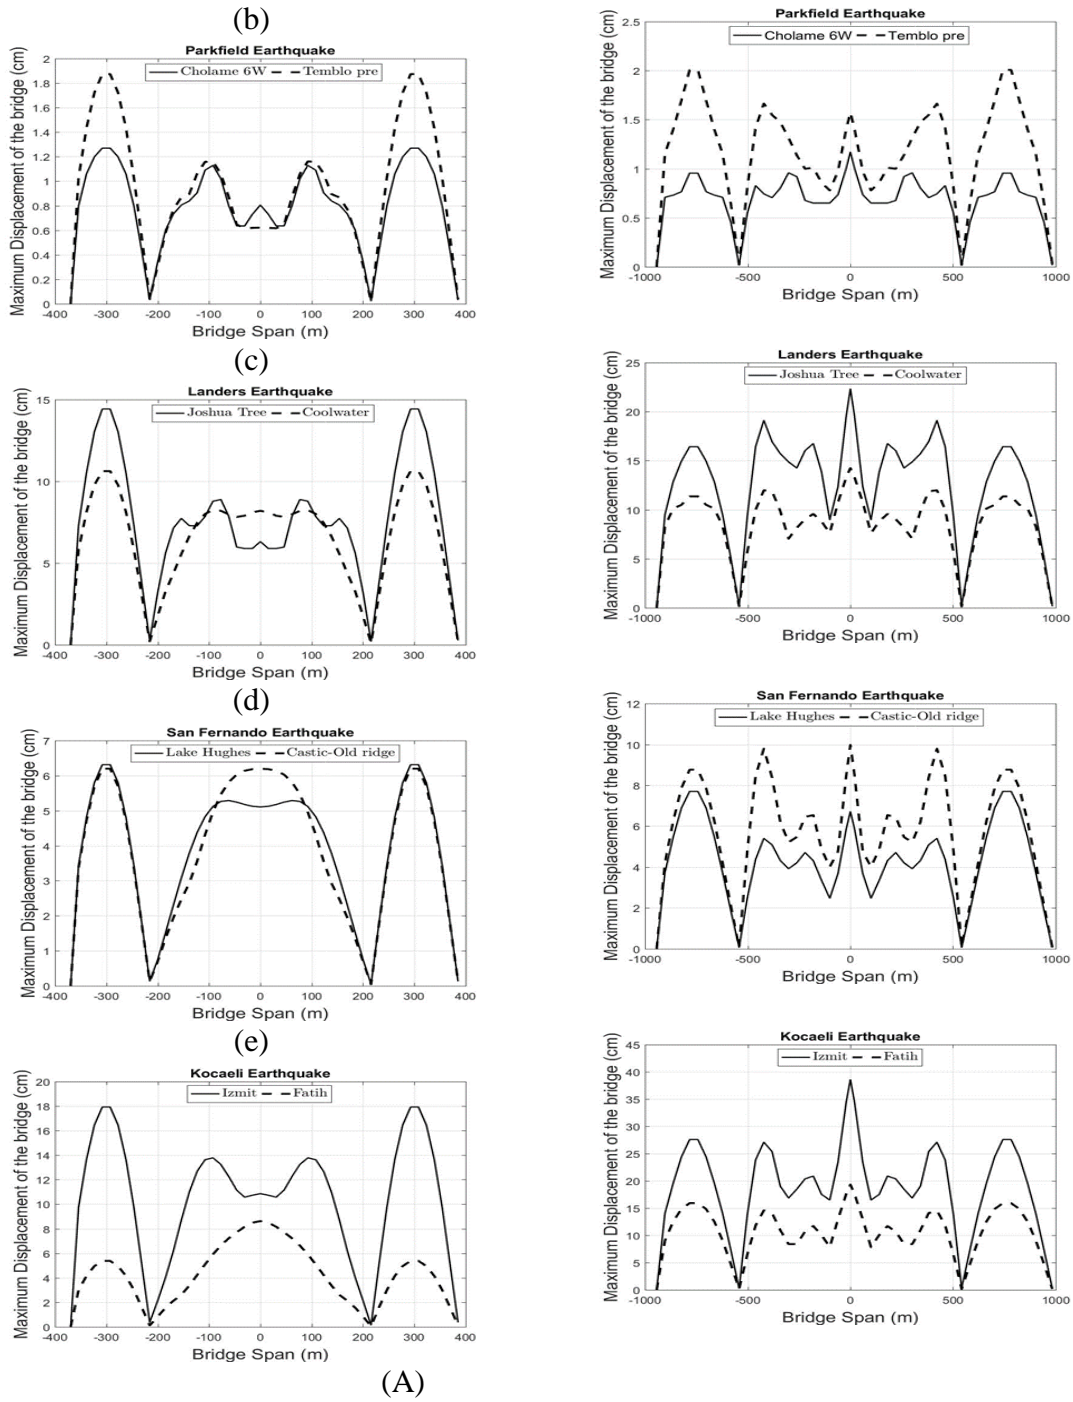 (b)
Parkfield Earthquake
Cholame 6W Temblo pre
Maximum Displacement of the bridge (cm)
2
1.8
1.6
1.4
1.2
1
0.8
0.6
0.4
0.2
0
-400 -300 -200 -100 0 100 200 300 400
Bridge Span (m)
Parkfield Earthquake
Cholame 6W Temblo pre
Maximum Displacement of the bridge (cm)
2.5
2
1.5
1
0.5
0
-1000 -500 0 500 1000
Bridge Span (m)
(c)
Landers Earthquake
Joshua Tree Coolwater
Maximum Displacement of the bridge (cm)
15
10
5
0
-400 -300 -200 -100 0 100 200 300 400
Bridge Span (m)
Landers Earthquake
Joshua Tree Coolwater
Maximum Displacement of the bridge (cm)
25
20
15
10
5
0
-1000 -500 0 500 1000
Bridge Span (m)
(d)
San Fernando Earthquake
Lake Hughes Castic-Old ridge
Maximum Displacement of the bridge (cm)
7
6
5
4
3
2
1
0
-400 -300 -200 -100 0 100 200 300 400
Bridge Span (m)
San Fernando Earthquake
Lake Hughes Castic-Old ridge
Maximum Displacement of the bridge (cm)
12
10
8
6
4
2
0
-1000 -500 0 500 1000
Bridge Span (m)
(e)
Kocaeli Earthquake
Izmit Fatih
Maximum Displacement of the bridge (cm)
20
18
16
14
12
10
8
6
4
2
0
-400 -300 -200 -100 0 100 200 300 400
Bridge Span (m)
Kocaeli Earthquake
Izmit Fatih
Maximum Displacement of the bridge (cm)
45
40
35
30
25
20
15
10
5
0
-1000 -500 0 500 1000
Bridge Span (m)
(A)